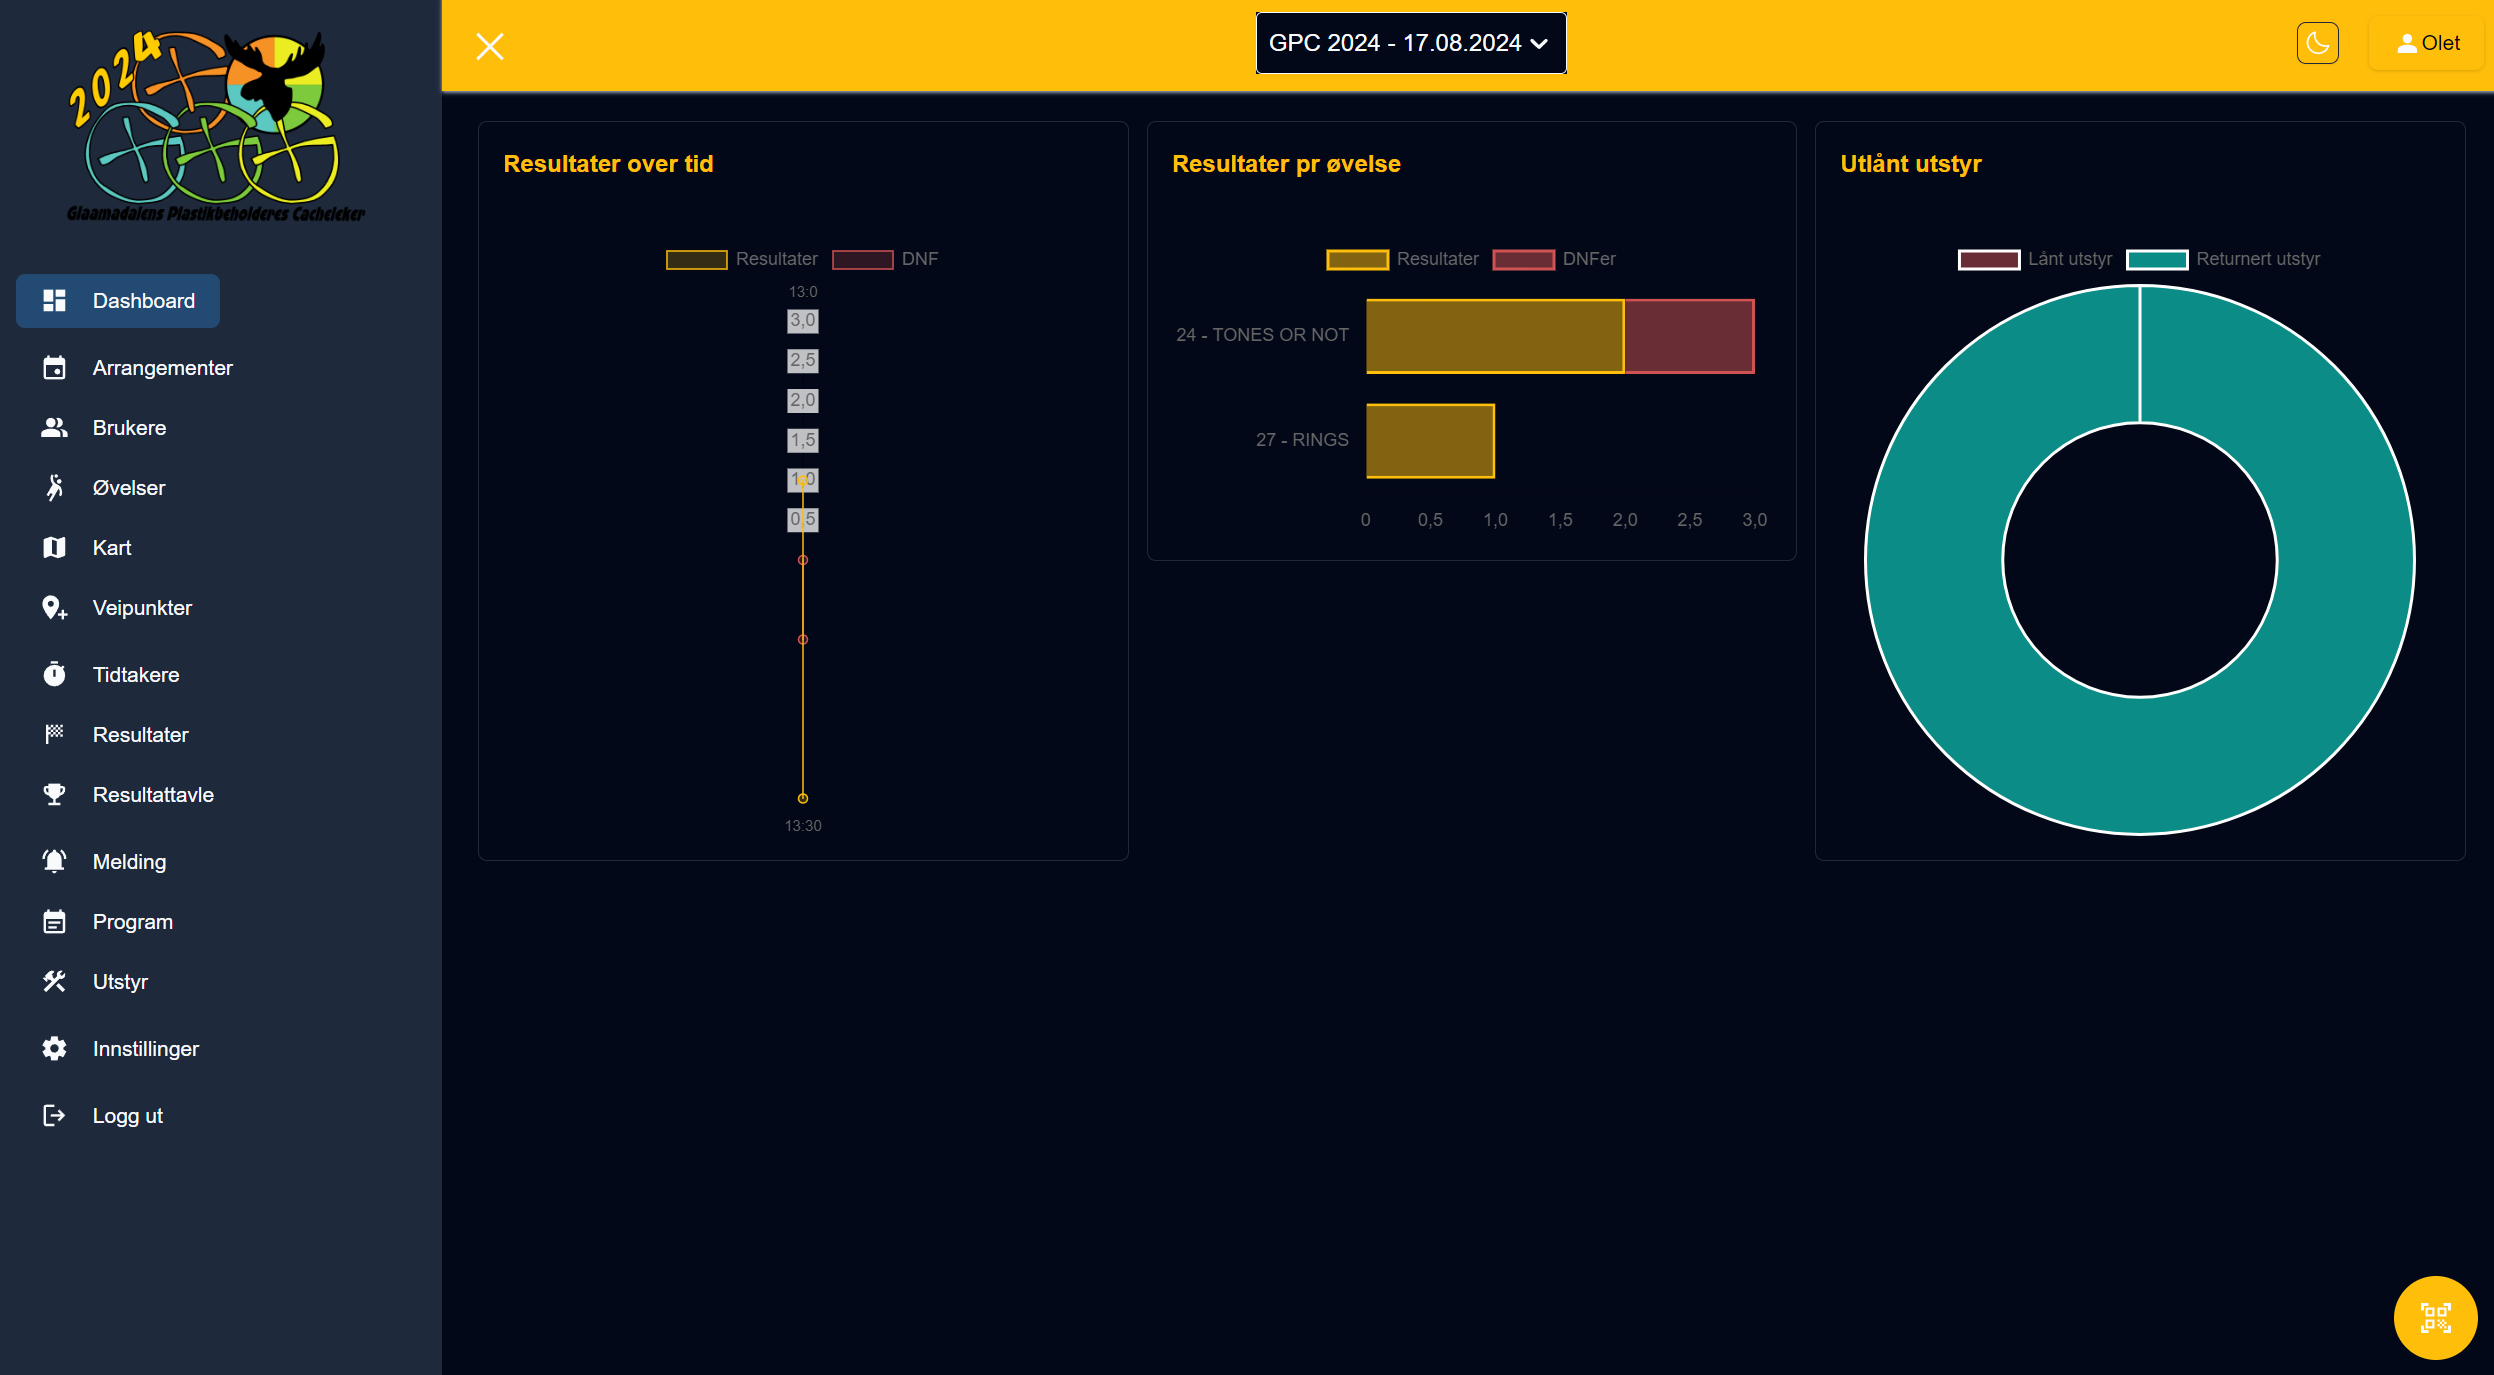 2024
Glaamadalens Plastikbeholderes Cacheleker
Dashboard
Arrangementer
Brukere
Øvelser
Kart
Veipunkter
Tidtakere
Resultater
Resultattavle
Melding
Program
Utstyr
Innstillinger
Logg ut
GPC 2024 - 17.08.2024
Olet
Resultater over tid
Resultater DNF
13:0
3,0
2,5
2,0
1,5
1,0
0,5
13:30
Resultater pr øvelse
Resultater DNFer
24 - TONES OR NOT
27 - RINGS
0 0,5 1,0 1,5 2,0 2,5 3,0
Utlånt utstyr
Lånt utstyr Returnert utstyr